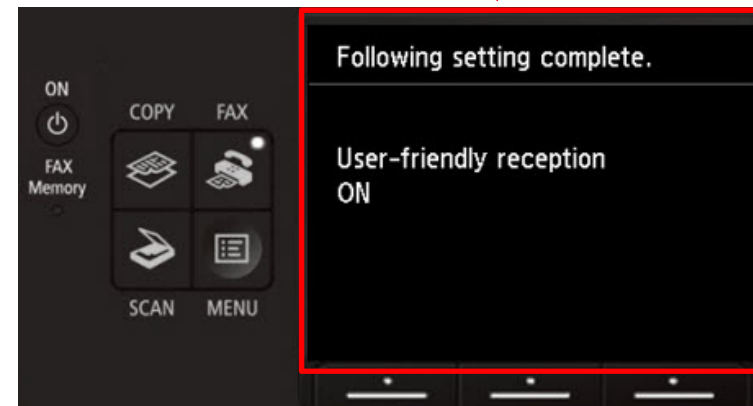 ON
COPY FAX
FAX
Memory
SCAN MENU
Following setting complete.
User-friendly reception
ON